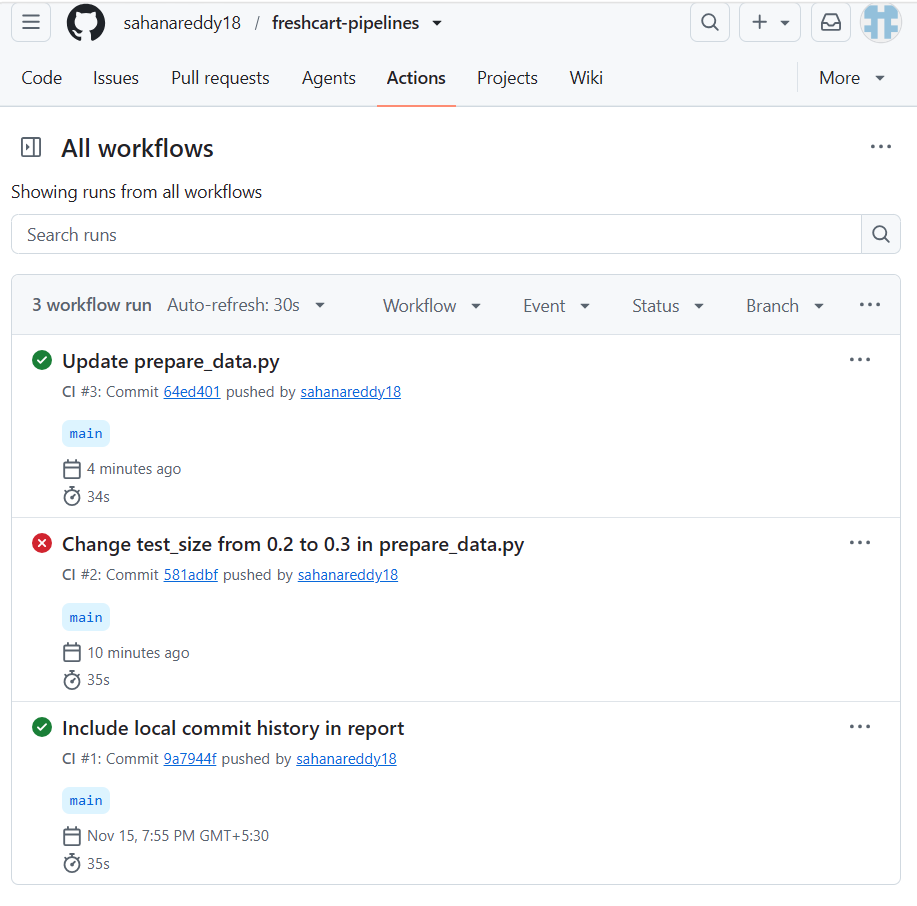 sahanareddy18 / freshcart-pipelines
Code Issues Pull requests Agents Actions Projects Wiki More
All workflows
Showing runs from all workflows
Search runs
3 workflow run Auto-refresh: 30s Workflow Event Status Branch
Update prepare_data.py
CI #3: Commit 64ed401 pushed by sahanareddy18
main
4 minutes ago
34s
Change test_size from 0.2 to 0.3 in prepare_data.py
CI #2: Commit 581adbf pushed by sahanareddy18
main
10 minutes ago
35s
Include local commit history in report
CI #1: Commit 9a7944f pushed by sahanareddy18
main
Nov 15, 7:55 PM GMT+5:30
35s